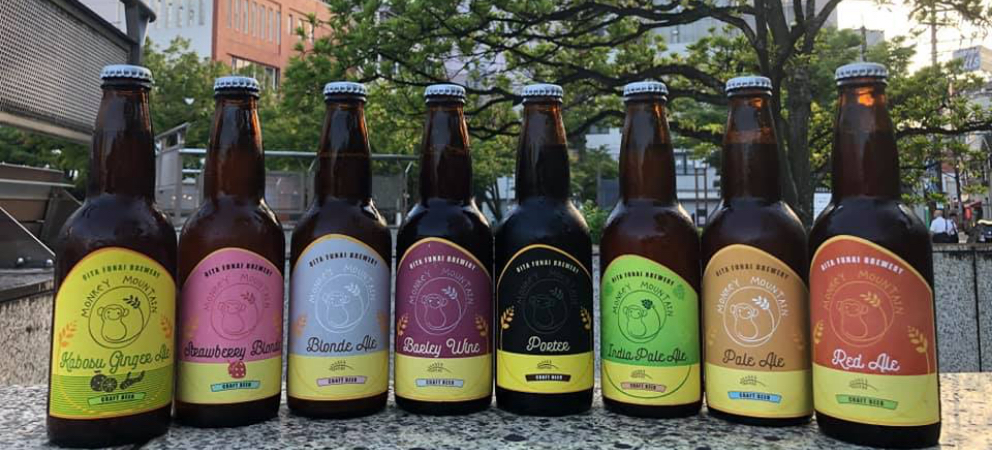 OITA FUNAI BREWERY
MONKEY MOUNTAIN
Kabosu Ginger Ale
CRAFT BEER
OITA FUNAI BREWERY
MONKEY MOUNTAIN
Strawberry Blonde
CRAFT BEER
OITA FUNAI BREWERY
MONKEY MOUNTAIN
Blonde Ale
CRAFT BEER
OITA FUNAI BREWERY
MONKEY MOUNTAIN
Barley Wine
CRAFT BEER
OITA FUNAI BREWERY
MONKEY MOUNTAIN
Porter
CRAFT BEER
OITA FUNAI BREWERY
MONKEY MOUNTAIN
India Pale Ale
CRAFT BEER
OITA FUNAI BREWERY
MONKEY MOUNTAIN
Pale Ale
CRAFT BEER
OITA FUNAI BREWERY
MONKEY MOUNTAIN
Red Ale
CRAFT BEER